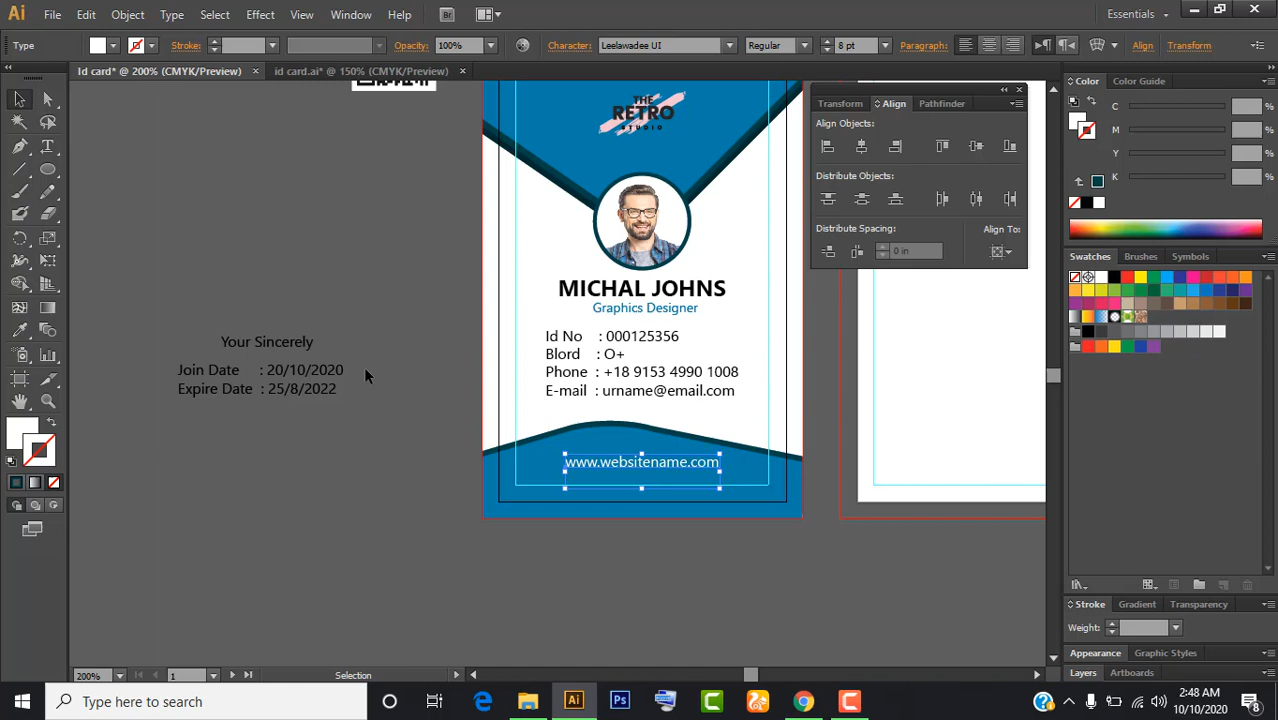 Ai File Edit Object Type Select Effect View Window Help Br Essentials
Type Stroke: Opacity: 100% Character: Leelawadee UI Regular 8 pt Paragraph: Align Transform
Id card* @ 200% (CMYK/Preview) × id card.ai* @ 150% (CMYK/Preview) ×
Color Color Guide
C %
M %
Y %
K %
Transform Align Pathfinder
Align Objects:
Distribute Objects:
Distribute Spacing: Align To:
0 in
Swatches Brushes Symbols
THE
RETRO
STUDIO
MICHAL JOHNS
Graphics Designer
Id No : 000125356
Blord : O+
Phone : +18 9153 4990 1008
E-mail : urname@email.com
www.websitename.com
Your Sincerely
Join Date : 20/10/2020
Expire Date : 25/8/2022
Stroke Gradient Transparency
Weight:
Appearance Graphic Styles
Layers Artboards
200% 1 Selection
Type here to search
Ai Ps
2:48 AM
10/10/2020
8